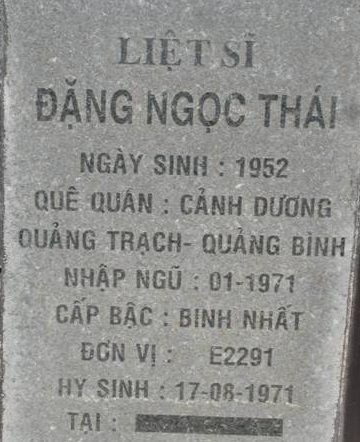 LIỆT SĨ
ĐẶNG NGỌC THÁI
NGÀY SINH : 1952
QUÊ QUÁN : CẢNH DƯƠNG
QUẢNG TRẠCH- QUẢNG BÌNH
NHẬP NGŨ : 01-1971
CẤP BẬC : BINH NHẤT
ĐƠN VỊ : E2291
HY SINH : 17-08-1971
TẠI :